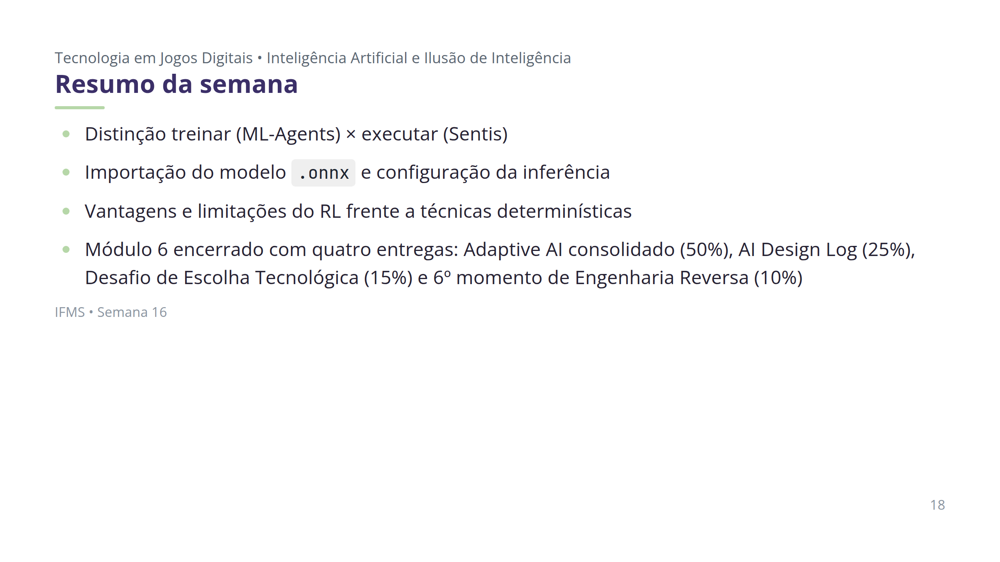 Tecnologia em Jogos Digitais • Inteligência Artificial e Ilusão de Inteligência
Resumo da semana
• Distinção treinar (ML-Agents) × executar (Sentis)
• Importação do modelo .onnx e configuração da inferência
• Vantagens e limitações do RL frente a técnicas determinísticas
• Módulo 6 encerrado com quatro entregas: Adaptive AI consolidado (50%), AI Design Log (25%),
Desafio de Escolha Tecnológica (15%) e 6º momento de Engenharia Reversa (10%)
IFMS • Semana 16
18